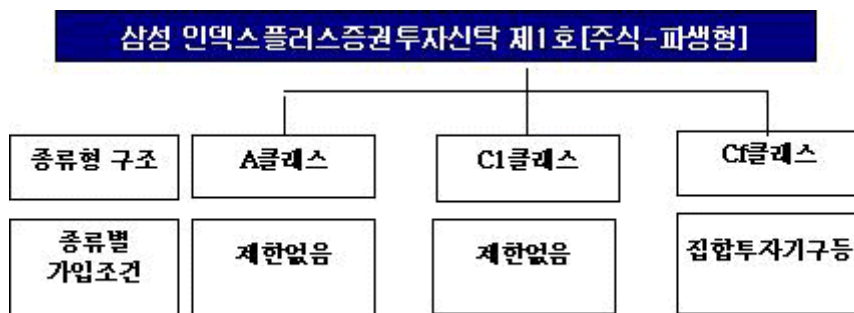 삼성 인덱스플러스증권투자신탁 제1호[주식-파생형]
종류형 구조
A클래스
C1클래스
Cf클래스
종류별
가입조건
제한없음
제한없음
집합투자기구등